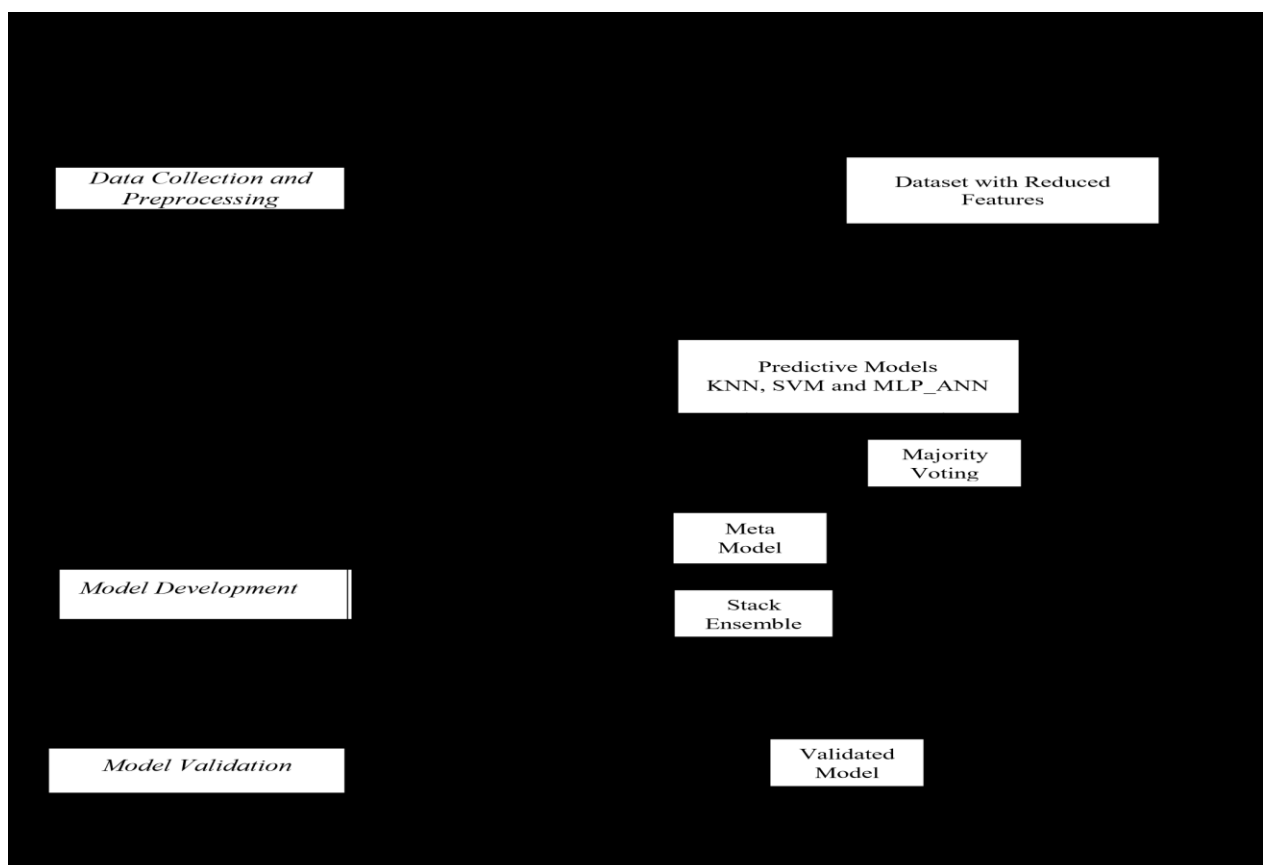 Data Collection and
Preprocessing
Dataset with Reduced
Features
Predictive Models
KNN, SVM and MLP_ANN
Majority
Voting
Meta
Model
Model Development
Stack
Ensemble
Model Validation
Validated
Model